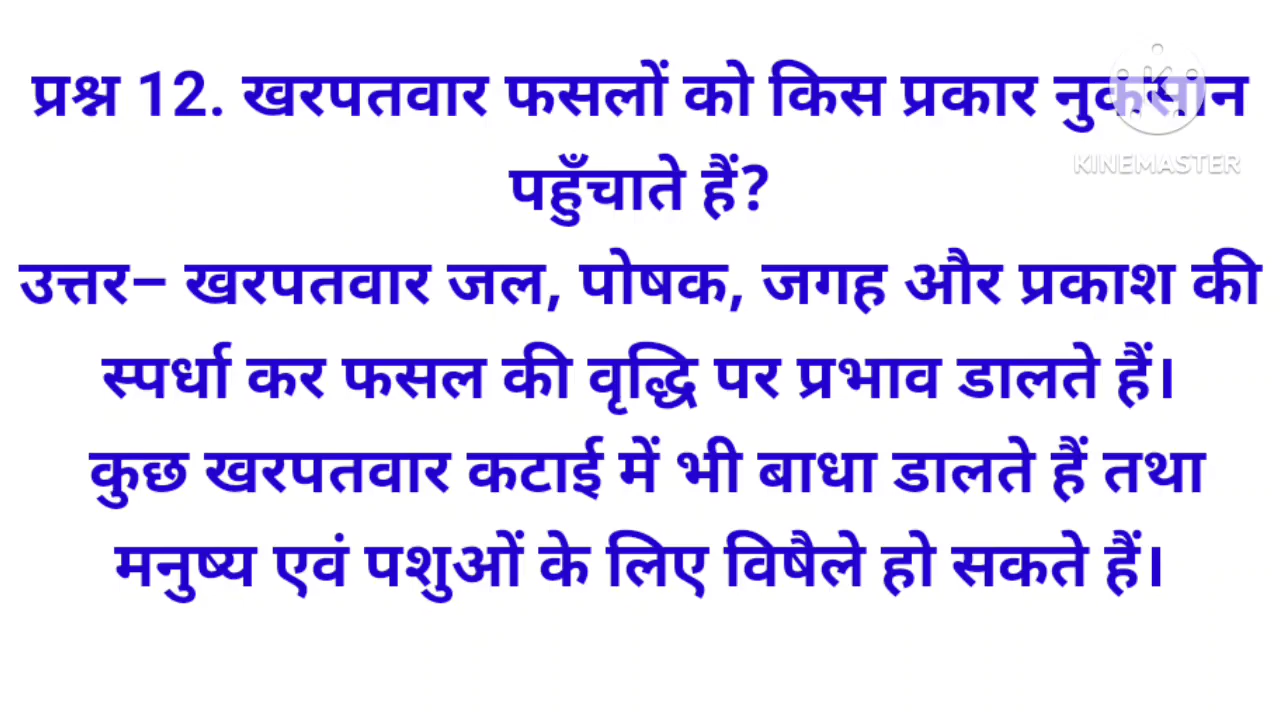 प्रश्न 12. खरपतवार फसलों को किस प्रकार नुकसान
पहुँचाते हैं?
उत्तर– खरपतवार जल, पोषक, जगह और प्रकाश की
स्पर्धा कर फसल की वृद्धि पर प्रभाव डालते हैं।
कुछ खरपतवार कटाई में भी बाधा डालते हैं तथा
मनुष्य एवं पशुओं के लिए विषैले हो सकते हैं।
KINEMASTER